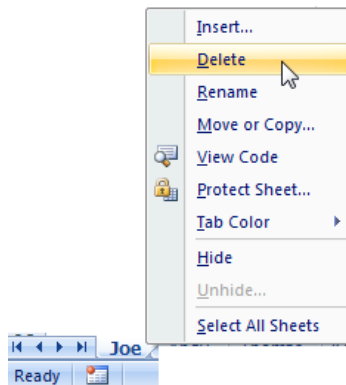 Insert...
Delete
Rename
Move or Copy...
View Code
Protect Sheet...
Tab Color
Hide
Unhide...
Select All Sheets
Joe
Ready